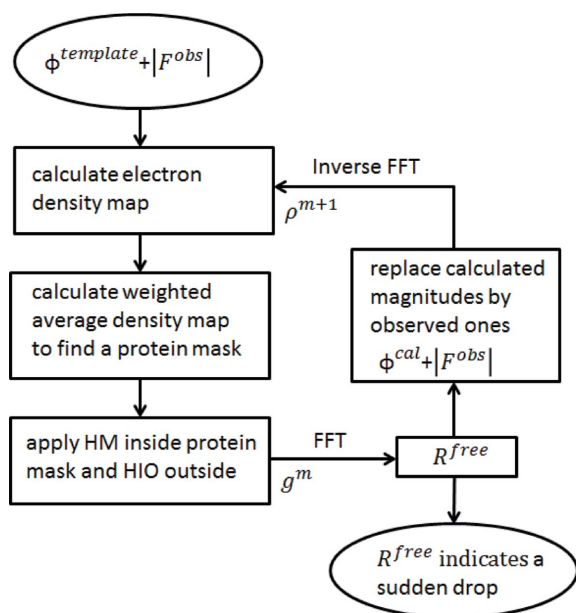 ϕ^template+|F^obs|
calculate electron
density map
Inverse FFT
ρ^m+1
calculate weighted
average density map
to find a protein mask
replace calculated
magnitudes by
observed ones
ϕ^cal+|F^obs|
apply HM inside protein
mask and HIO outside
FFT
g^m
R^free
R^free indicates a
sudden drop